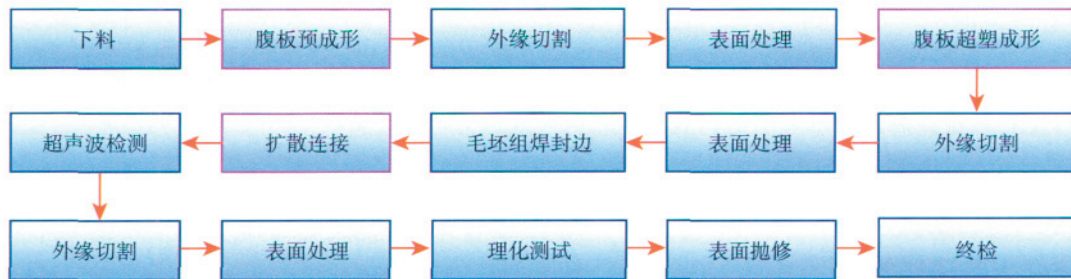 下料 腹板预成形 外缘切割 表面处理 腹板超塑成形
超声波检测 扩散连接 毛坯组焊封边 表面处理 外缘切割
外缘切割 表面处理 理化测试 表面抛修 终检